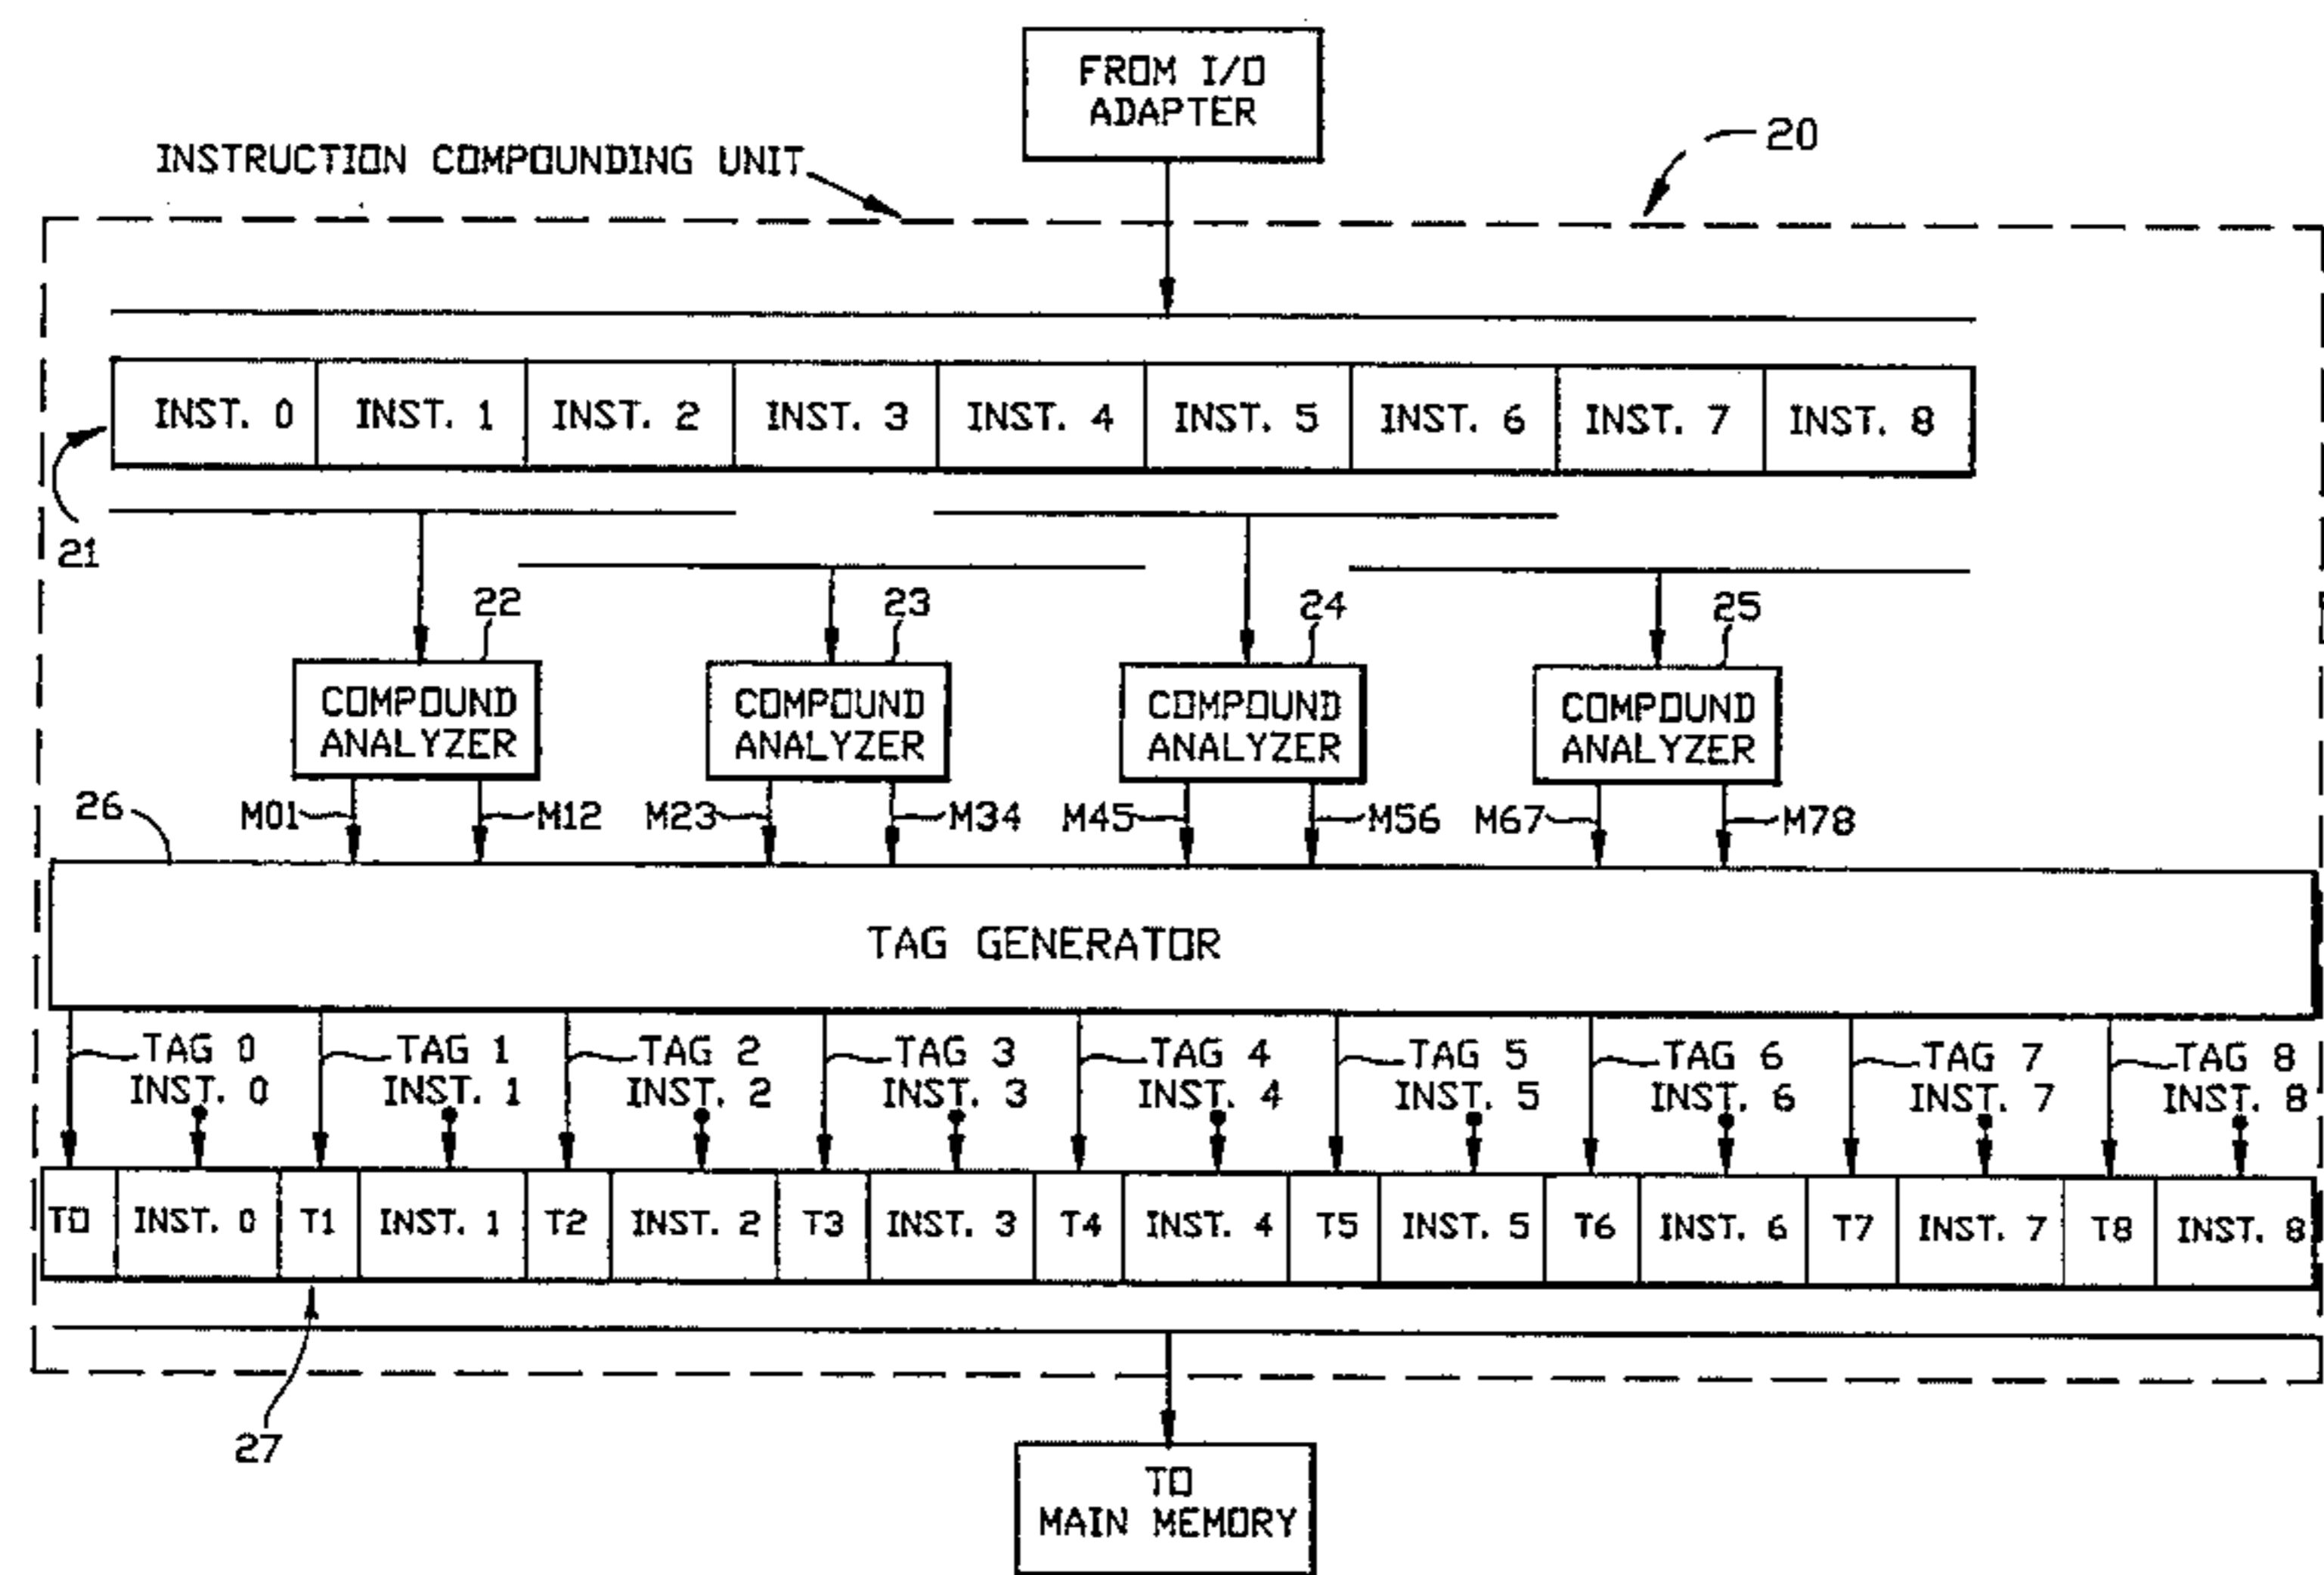 FROM I/O
ADAPTER
INSTRUCTION COMPOUNDING UNIT
20
INST. 0 INST. 1 INST. 2 INST. 3 INST. 4 INST. 5 INST. 6 INST. 7 INST. 8
21
22 23 24 25
COMPOUND ANALYZER
COMPOUND ANALYZER
COMPOUND ANALYZER
COMPOUND ANALYZER
26
M01 M12 M23 M34 M45 M56 M67 M78
TAG GENERATOR
TAG 0 TAG 1 TAG 2 TAG 3 TAG 4 TAG 5 TAG 6 TAG 7 TAG 8
INST. 0 INST. 1 INST. 2 INST. 3 INST. 4 INST. 5 INST. 6 INST. 7 INST. 8
T0 INST. 0 T1 INST. 1 T2 INST. 2 T3 INST. 3 T4 INST. 4 T5 INST. 5 T6 INST. 6 T7 INST. 7 T8 INST. 8
27
TO
MAIN MEMORY